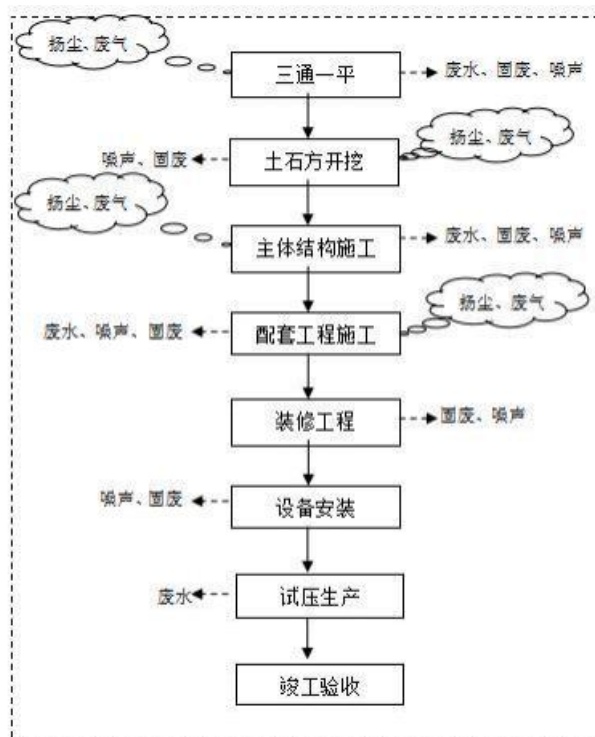 扬尘、废气
三通一平
废水、固废、噪声
扬尘、废气
噪声、固废
土石方开挖
扬尘、废气
主体结构施工
废水、固废、噪声
扬尘、废气
废水、噪声、固废
配套工程施工
装修工程
固废、噪声
噪声、固废
设备安装
废水
试压生产
竣工验收